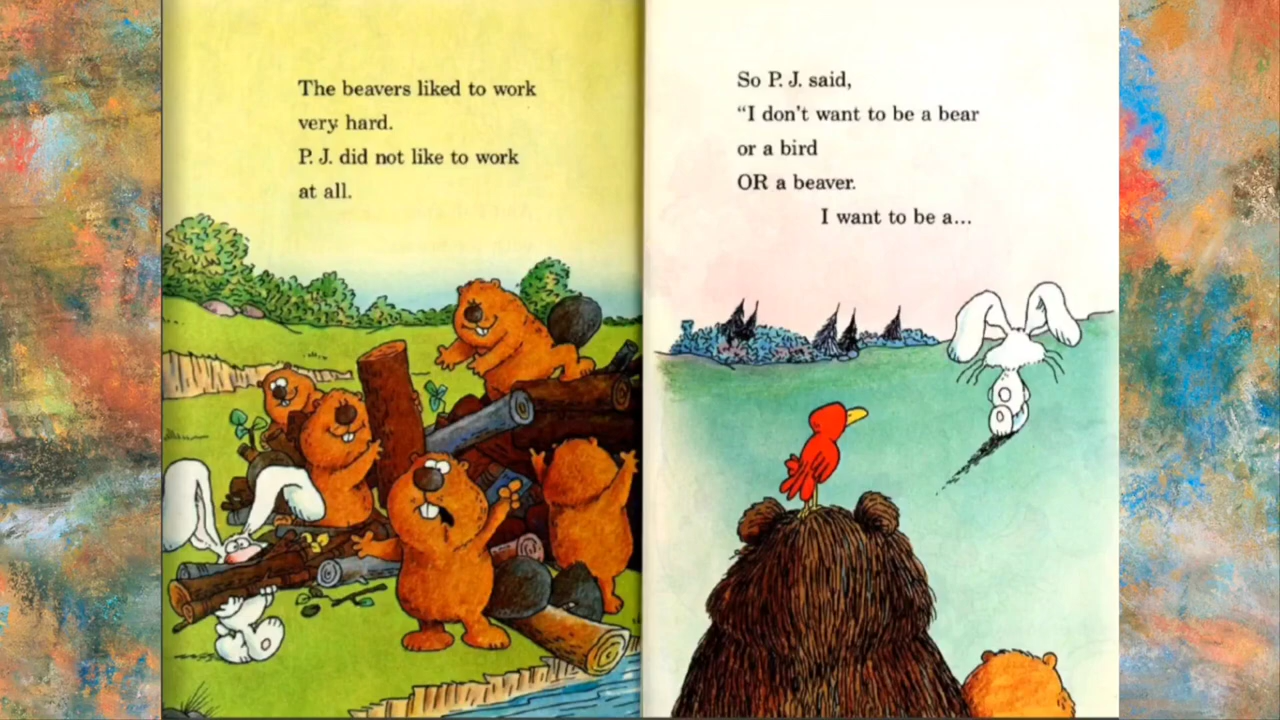 The beavers liked to work
very hard.
P. J. did not like to work
at all.
So P. J. said,
“I don’t want to be a bear
or a bird
OR a beaver.
I want to be a...